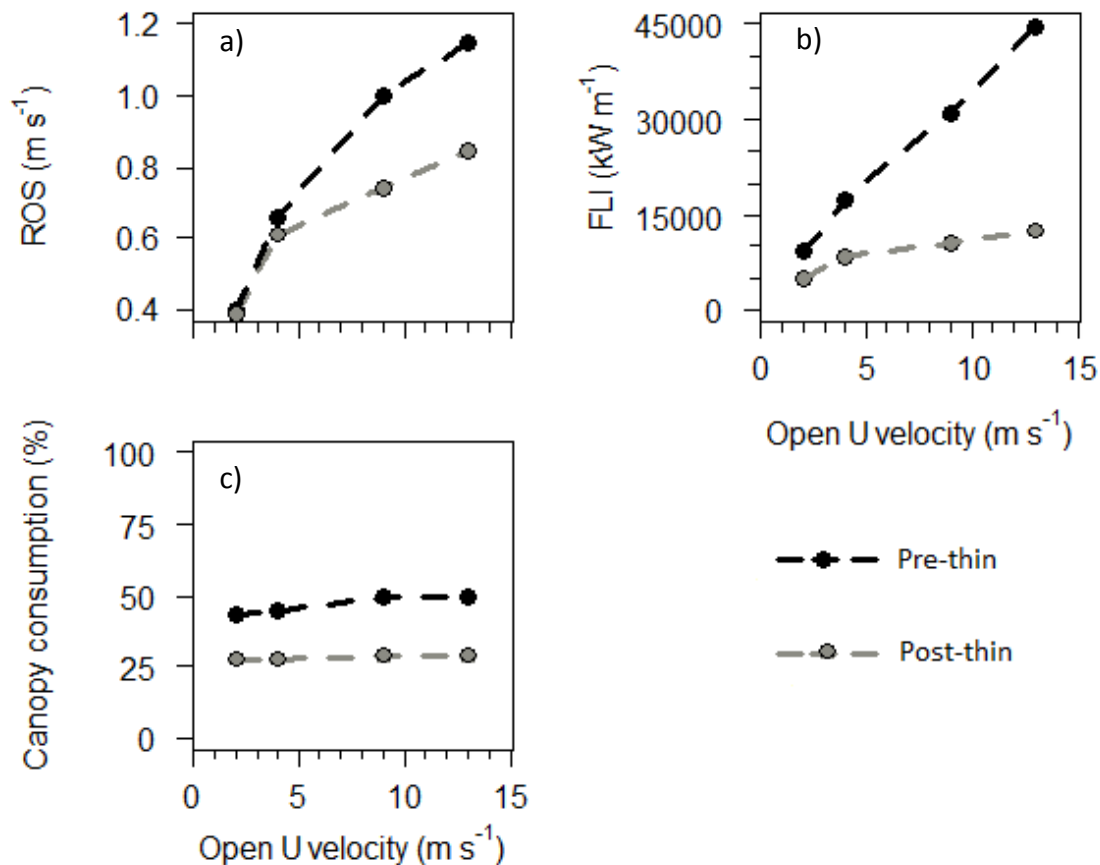 a)
ROS (m s⁻¹)
1.2
1.0
0.8
0.6
0.4
b)
FLI (kW m⁻¹)
45000
30000
15000
0
0 5 10 15
Open U velocity (m s⁻¹)
c)
Canopy consumption (%)
100
75
50
25
0
0 5 10 15
Open U velocity (m s⁻¹)
Pre-thin
Post-thin